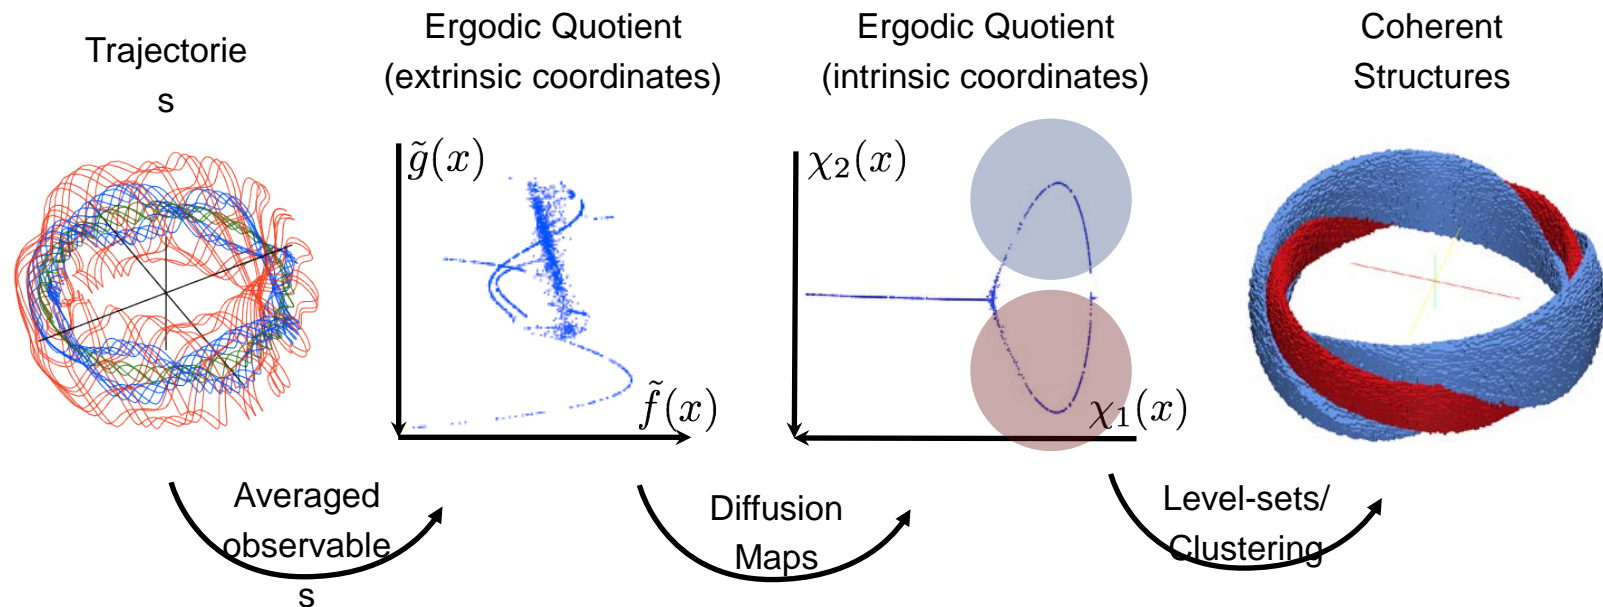 Trajectorie
s
Ergodic Quotient
(extrinsic coordinates)
Ergodic Quotient
(intrinsic coordinates)
Coherent
Structures
g̃(x)
f̃(x)
χ₂(x)
χ₁(x)
Averaged
observable
s
Diffusion
Maps
Level-sets/
Clustering